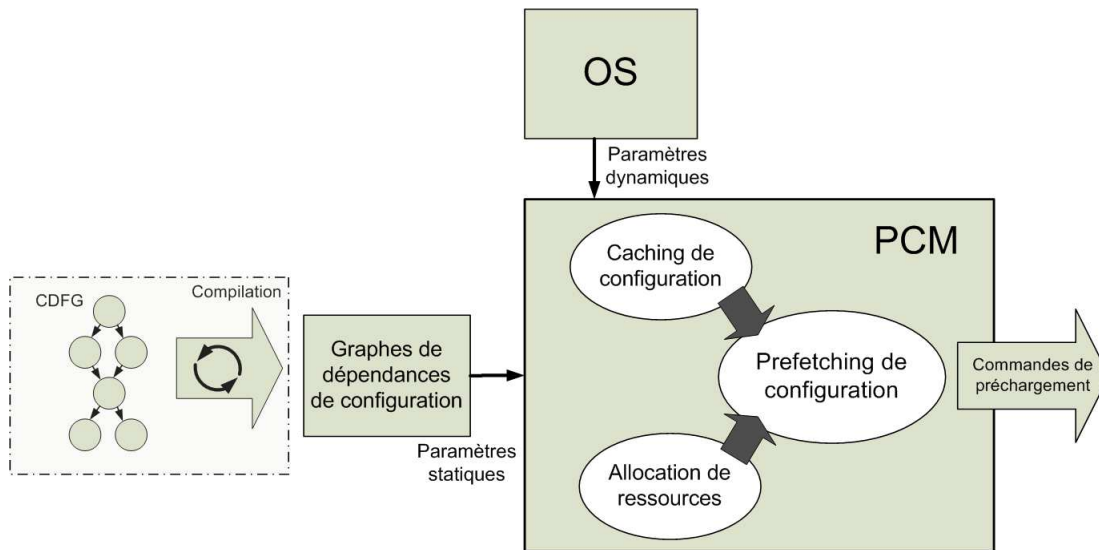 OS
Paramètres
dynamiques
PCM
Caching de
configuration
CDFG
Compilation
Graphes de
dépendances
de configuration
Prefetching de
configuration
Commandes de
préchargement
Paramètres
statiques
Allocation de
ressources